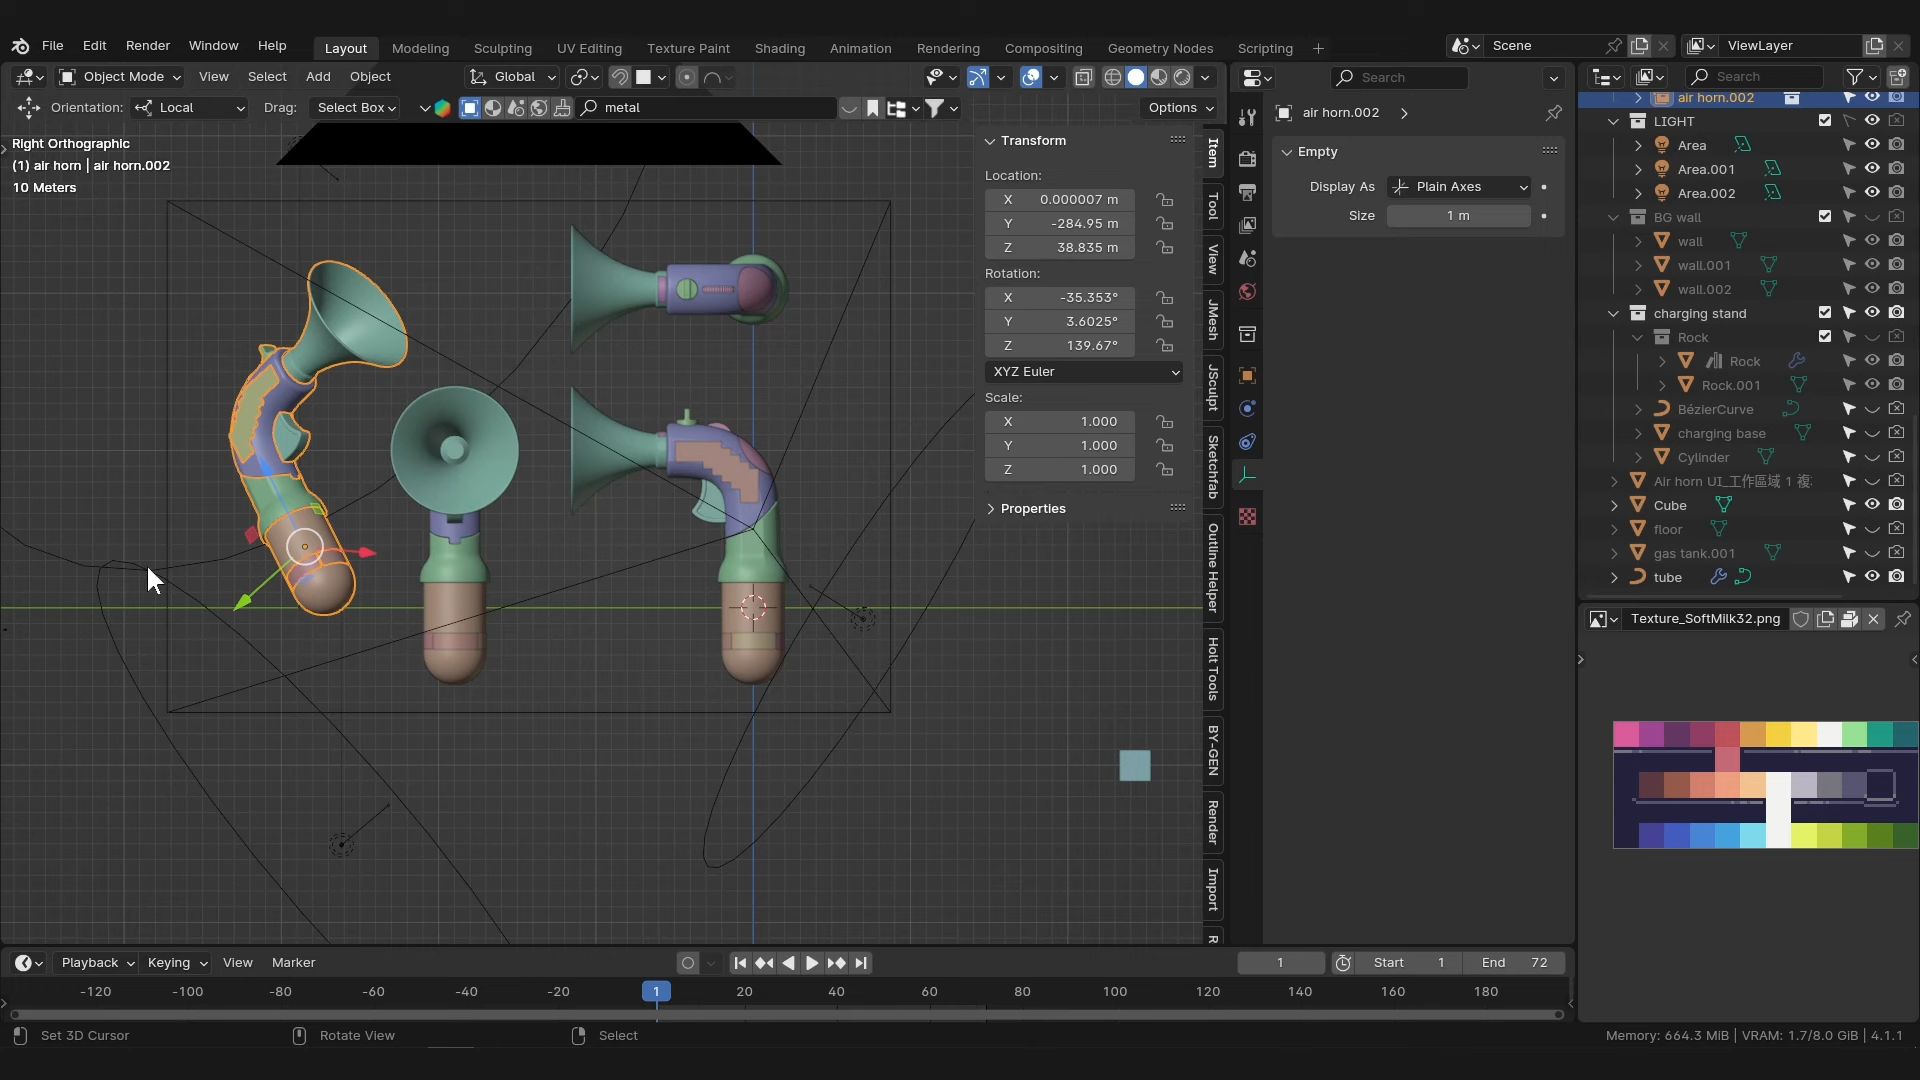 File Edit Render Window Help Layout Modeling Sculpting UV Editing Texture Paint Shading Animation Rendering Compositing Geometry Nodes Scripting + Scene ViewLayer
Object Mode View Select Add Object Global Search Search
Orientation: Local Drag: Select Box metal Options
air horn.002
Right Orthographic
(1) air horn | air horn.002
10 Meters
Transform
Location:
X 0.000007 m
Y -284.95 m
Z 38.835 m
Rotation:
X -35.353°
Y 3.6025°
Z 139.67°
XYZ Euler
Scale:
X 1.000
Y 1.000
Z 1.000
Properties
Item
Tool
View
JMesh
JSculpt
Sketchfab
Outline Helper
Holt Tools
BY-GEN
Render
Import
R
air horn.002
Empty
Display As Plain Axes
Size 1 m
LIGHT
Area
Area.001
Area.002
BG wall
wall
wall.001
wall.002
charging stand
Rock
Rock
Rock.001
BézierCurve
charging base
Cylinder
Air horn UI_工作區域 1 複
Cube
floor
gas tank.001
tube
Texture_SoftMilk32.png
Playback Keying View Marker 1 Start 1 End 72
-120 -100 -80 -60 -40 -20 1 20 40 60 80 100 120 140 160 180
Set 3D Cursor Rotate View Select Memory: 664.3 MiB | VRAM: 1.7/8.0 GiB | 4.1.1